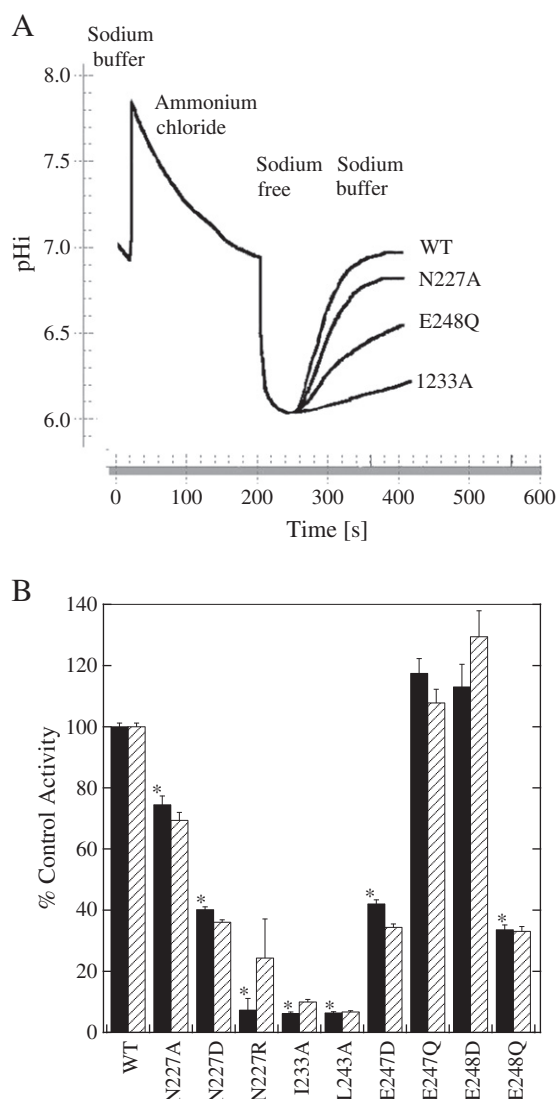 A
Sodium
buffer
8.0
7.5
7.0
6.5
6.0
pHi
Ammonium
chloride
Sodium
free
Sodium
buffer
WT
N227A
E248Q
1233A
0 100 200 300 400 500 600
Time [s]
B
140
120
100
80
60
40
20
0
% Control Activity
* * * * * * *
WT
N227A
N227D
N227R
I233A
L243A
E247D
E247Q
E248D
E248Q